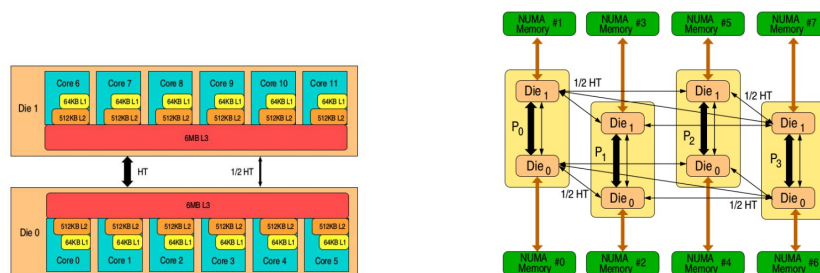 Die 1
Core 6 Core 7 Core 8 Core 9 Core 10 Core 11
64KB L1 64KB L1 64KB L1 64KB L1 64KB L1 64KB L1
512KB L2 512KB L2 512KB L2 512KB L2 512KB L2 512KB L2
6MB L3
HT 1/2 HT
6MB L3
Die 0
512KB L2 512KB L2 512KB L2 512KB L2 512KB L2 512KB L2
64KB L1 64KB L1 64KB L1 64KB L1 64KB L1 64KB L1
Core 0 Core 1 Core 2 Core 3 Core 4 Core 5
NUMA Memory #1
NUMA Memory #3
NUMA Memory #5
NUMA Memory #7
1/2 HT
1/2 HT
Die 1
Die 1
Die 1
Die 1
P0
P1
P2
P3
Die 0
Die 0
Die 0
Die 0
1/2 HT
1/2 HT
NUMA Memory #0
NUMA Memory #2
NUMA Memory #4
NUMA Memory #6